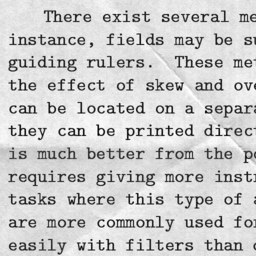 There exist several me
instance, fields may be su
guiding rulers. These met
the effect of skew and ove
can be located on a separa
they can be printed direct
is much better from the po
requires giving more instr
tasks where this type of a
are more commonly used for
easily with filters than o